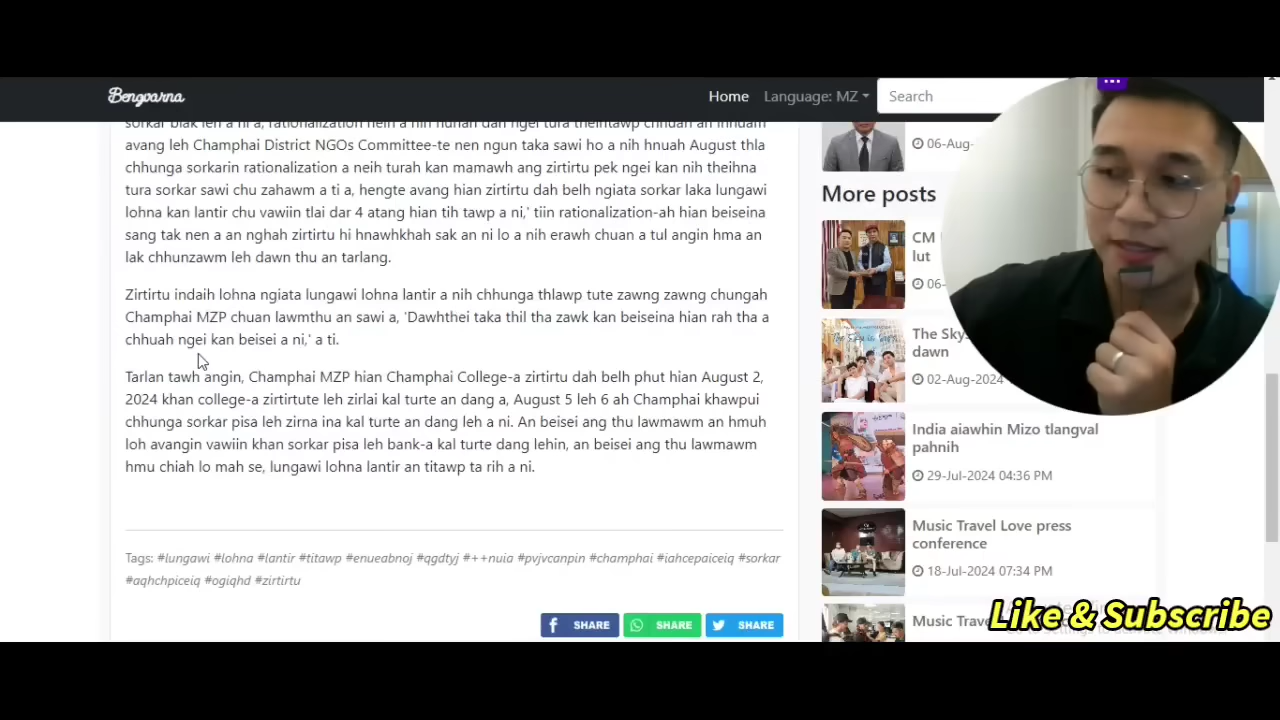 Bengvarna
Home
Language: MZ
Search
sorkar blak leh a ni a, rationalization neih a nih hunah dah ngei tura theihtawp chhuah an inhuam
avang leh Champhai District NGOs Committee-te nen ngun taka sawi ho a nih hnuah August thla
chhunga sorkarin rationalization a neih turah kan mamawh ang zirtirtu pek ngei kan nih theihna
tura sorkar sawi chu zahawm a ti a, hengte avang hian zirtirtu dah belh ngiata sorkar laka lungawi
lohna kan lantir chu vawiin tlai dar 4 atang hian tih tawp a ni,' tiin rationalization-ah hian beiseina
sang tak nen a an nghah zirtirtu hi hnawhkhah sak an ni lo a nih erawh chuan a tul angin hma an
lak chhunzawm leh dawn thu an tarlang.
Zirtirtu indaih lohna ngiata lungawi lohna lantir a nih chhunga thlawp tute zawng zawng chungah
Champhai MZP chuan lawmthu an sawi a, 'Dawhthei taka thil tha zawk kan beiseina hian rah tha a
chhuah ngei kan beisei a ni,' a ti.
Tarlan tawh angin, Champhai MZP hian Champhai College-a zirtirtu dah belh phut hian August 2,
2024 khan college-a zirtirtute leh zirlai kal turte an dang a, August 5 leh 6 ah Champhai khawpui
chhunga sorkar pisa leh zirna ina kal turte an dang leh a ni. An beisei ang thu lawmawm an hmuh
loh avangin vawiin khan sorkar pisa leh bank-a kal turte dang lehin, an beisei ang thu lawmawm
hmu chiah lo mah se, lungawi lohna lantir an titawp ta rih a ni.
Tags: #lungawi #lohna #lantir #titawp #enueabnoj #qgdtyj #++nuia #pvjvcanpin #champhai #iahcepaiceiq #sorkar
#aqhchpiceiq #ogiqhd #zirtirtu
SHARE
SHARE
SHARE
06-Aug-
More posts
CM
lut
06-
The Sky
dawn
02-Aug-2024
India aiawhin Mizo tlangval
pahnih
29-Jul-2024 04:36 PM
Music Travel Love press
conference
18-Jul-2024 07:34 PM
Music
Like & Subscribe